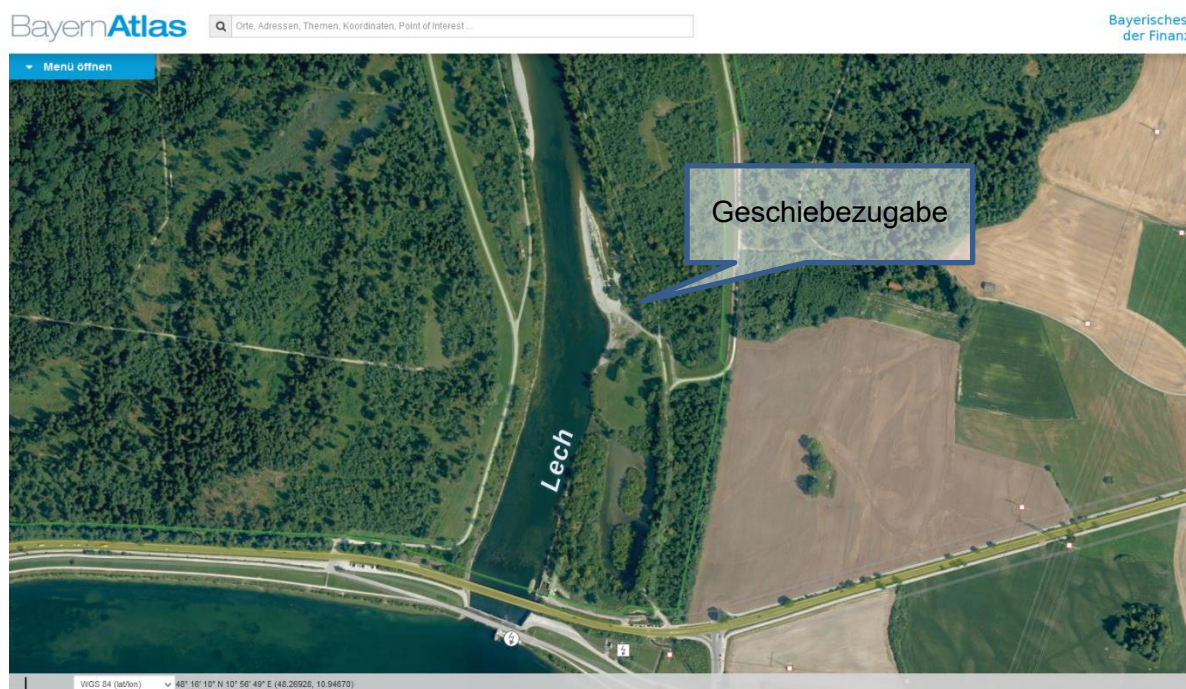 BayernAtlas
Orte, Adressen, Themen, Koordinaten, Point of Interest ...
Bayerisches
der Finanz
Menü öffnen
Geschiebezugabe
Lech
WGS 84 (lat/lon)
48° 16' 10" N 10° 56' 49" E (48.26928, 10.94670)